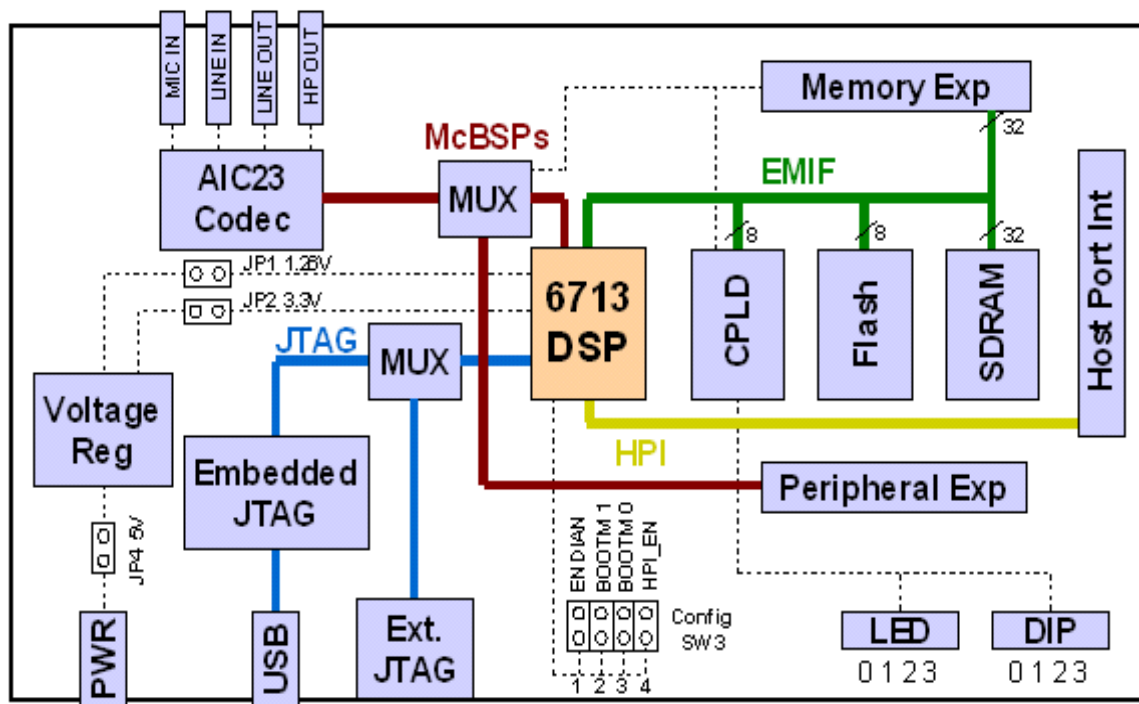 MIC IN
LINE IN
LINE OUT
HP OUT
Memory Exp
32
McBSPs
AIC23
Codec
MUX
EMIF
8
8
32
Host Port Int
JP1 1.26V
JP2 3.3V
6713
DSP
CPLD
Flash
SDRAM
JTAG
MUX
Voltage
Reg
HPI
Embedded
JTAG
Peripheral Exp
JP4 5V
ENDIAN
BOOTM 1
BOOTM 0
HPI_EN
Config
SW3
PWR
USB
Ext.
JTAG
1 2 3 4
LED
0 1 2 3
DIP
0 1 2 3